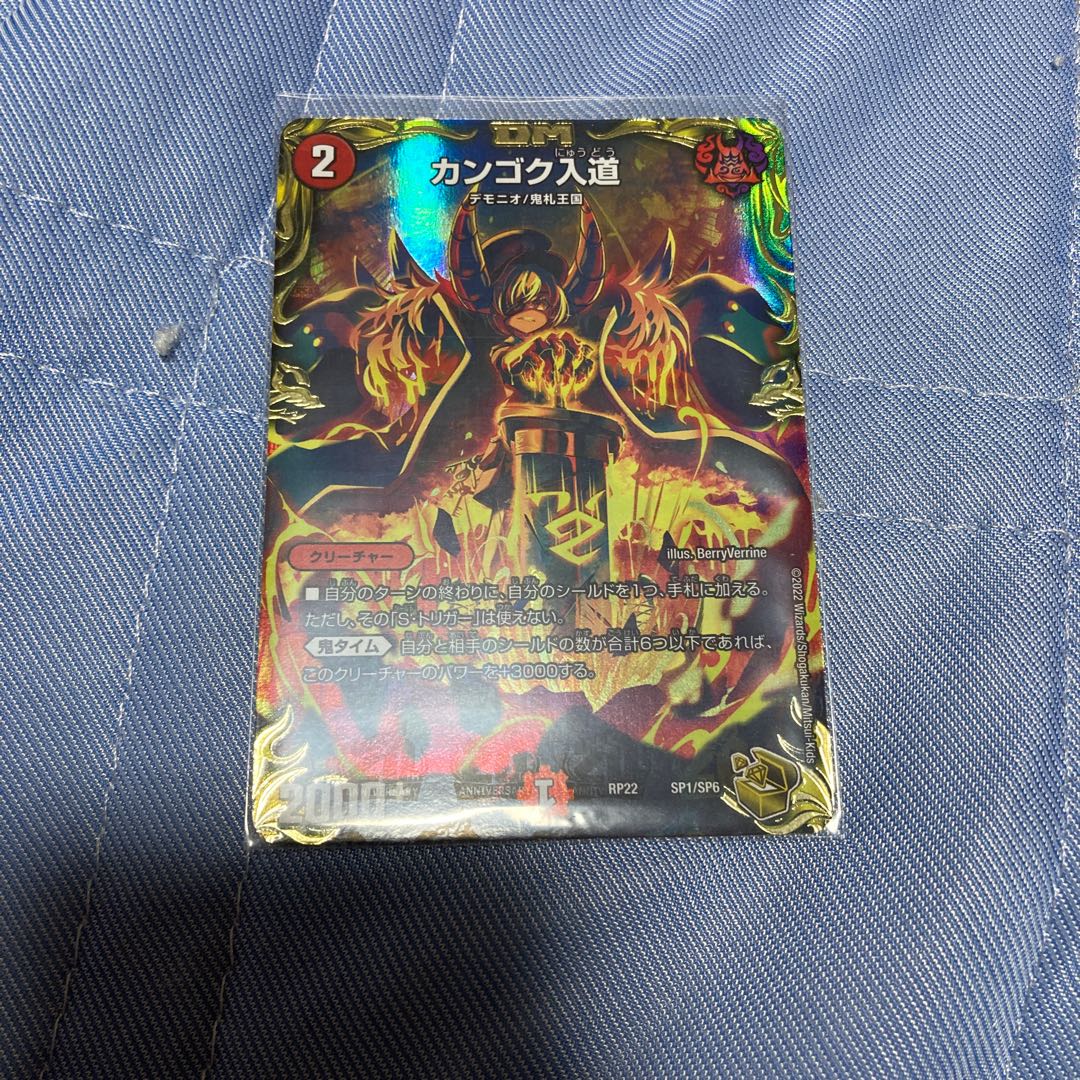 DM
2
にゅうどう
カンゴク入道
デモニオ/鬼札王国
クリーチャー
illus. BerryVerrine
■自分のターンの終わりに、自分のシールドを1つ、手札に加える。
ただし、その「S・トリガー」は使えない。
鬼タイム 自分と相手のシールドの数が合計6つ以下であれば、
このクリーチャーのパワーを+3000する。
©2022 Wizards/Shogakukan/Mitsui-Kids
2000
ANNIVERSARY
ANNIVERSARY
1
RP22
SP1/SP6